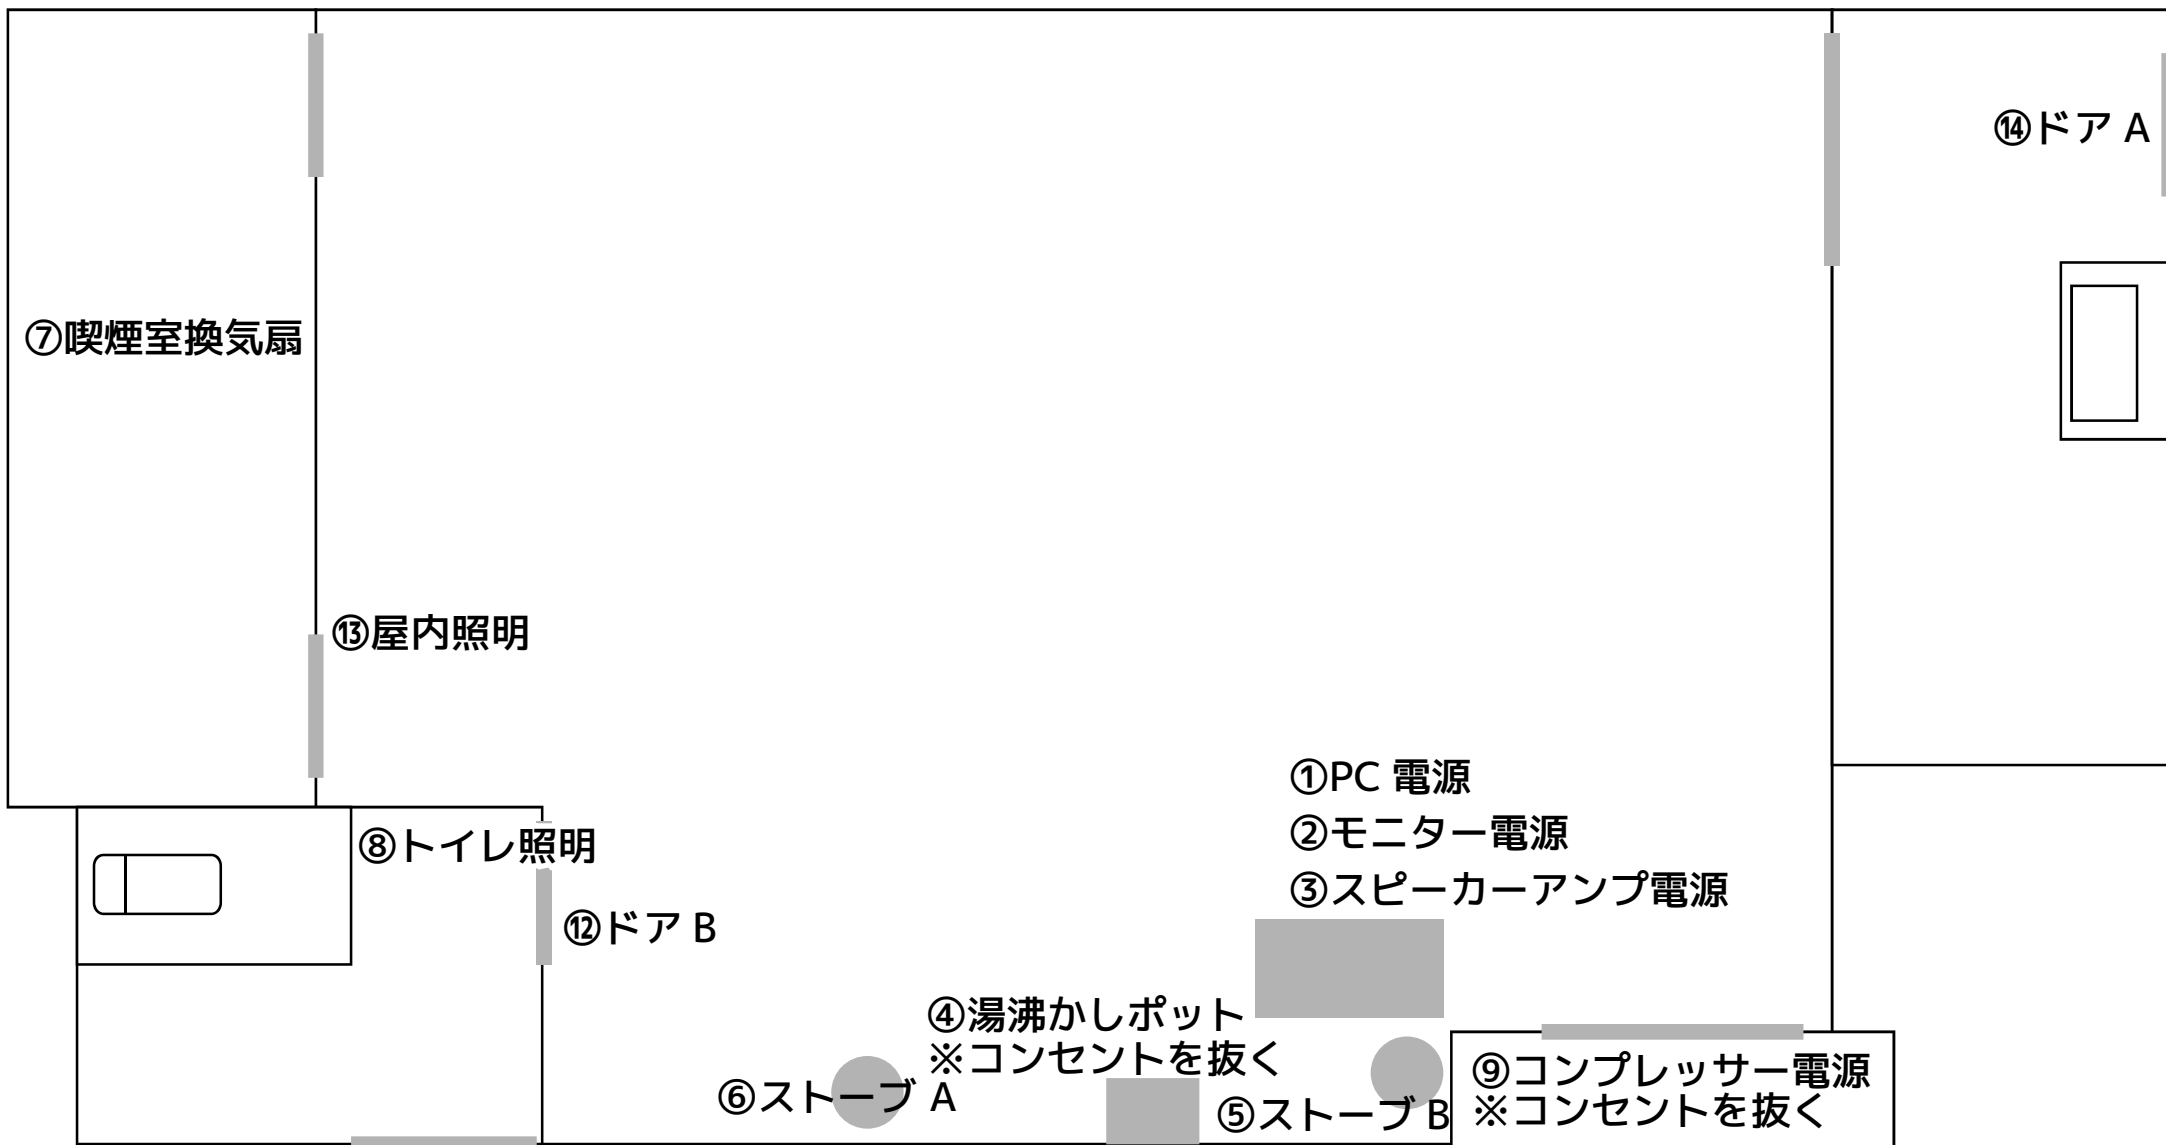 ⑭ドア A
⑦喫煙室換気扇
⑬屋内照明
①PC 電源
②モニター電源
③スピーカーアンプ電源
⑧トイレ照明
⑫ドア B
④湯沸かしポット
※コンセントを抜く
⑥ストーブ A
⑤ストーブ B
⑨コンプレッサー電源
※コンセントを抜く